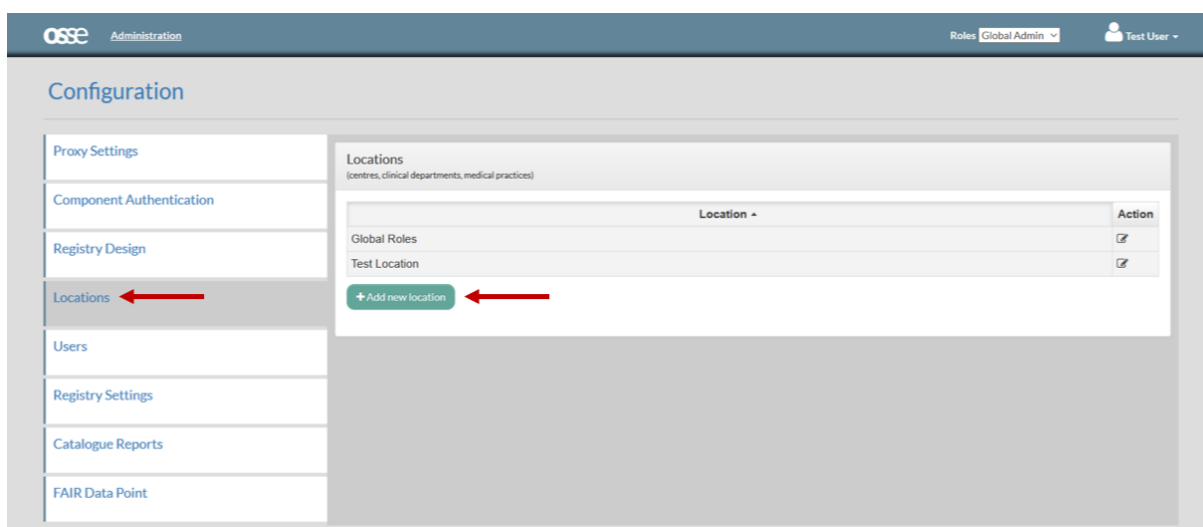 osse Administration Roles Global Admin Test User
Configuration
Proxy Settings
Component Authentication
Registry Design
Locations
Users
Registry Settings
Catalogue Reports
FAIR Data Point
Locations
(centres, clinical departments, medical practices)
Location Action
Global Roles
Test Location
+ Add new location